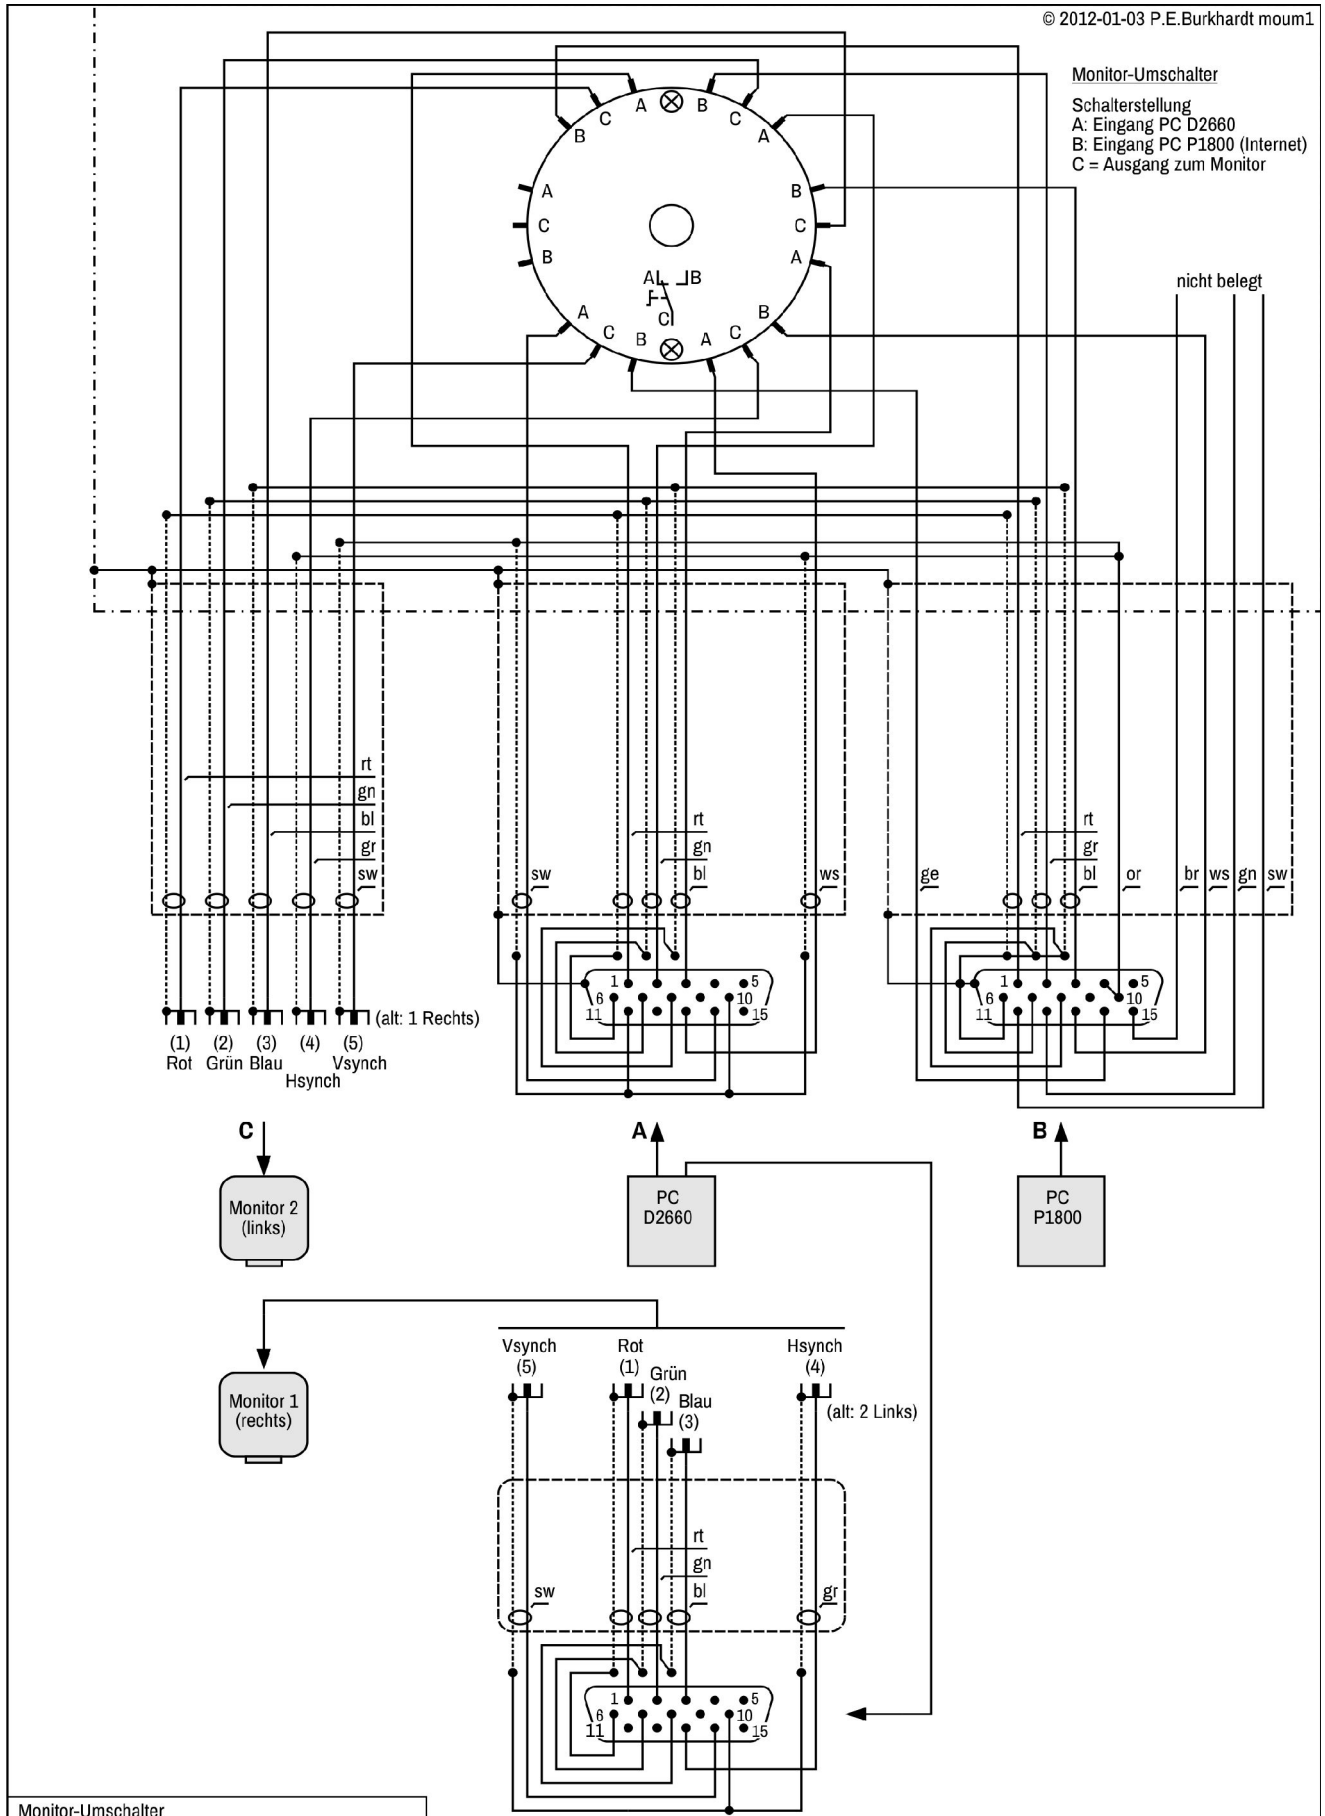 © 2012-01-03 P.E.Burkhardt moum1
Monitor-Umschalter
Schalterstellung
A: Eingang PC D2660
B: Eingang PC P1800 (Internet)
C = Ausgang zum Monitor
A
B
C
C
B
A
A
B
C
C
B
A
A B
C
A
B
C
C
B
A
nicht belegt
rt
gn
bl
gr
sw
sw
rt
gn
bl
ws
ge
rt
gr
bl
or
br
ws
gn
sw
1
5
6
10
11
15
1
5
6
10
11
15
(alt: 1 Rechts)
(1)
(2)
(3)
(4)
(5)
Rot
Grün
Blau
Hsynch
Vsynch
C
A
B
Monitor 2
(links)
PC
D2660
PC
P1800
Monitor 1
(rechts)
Vsynch
(5)
Rot
(1)
Grün
(2)
Blau
(3)
Hsynch
(4)
(alt: 2 Links)
rt
gn
bl
sw
gr
1
5
6
10
11
15
Monitor-Umschalter